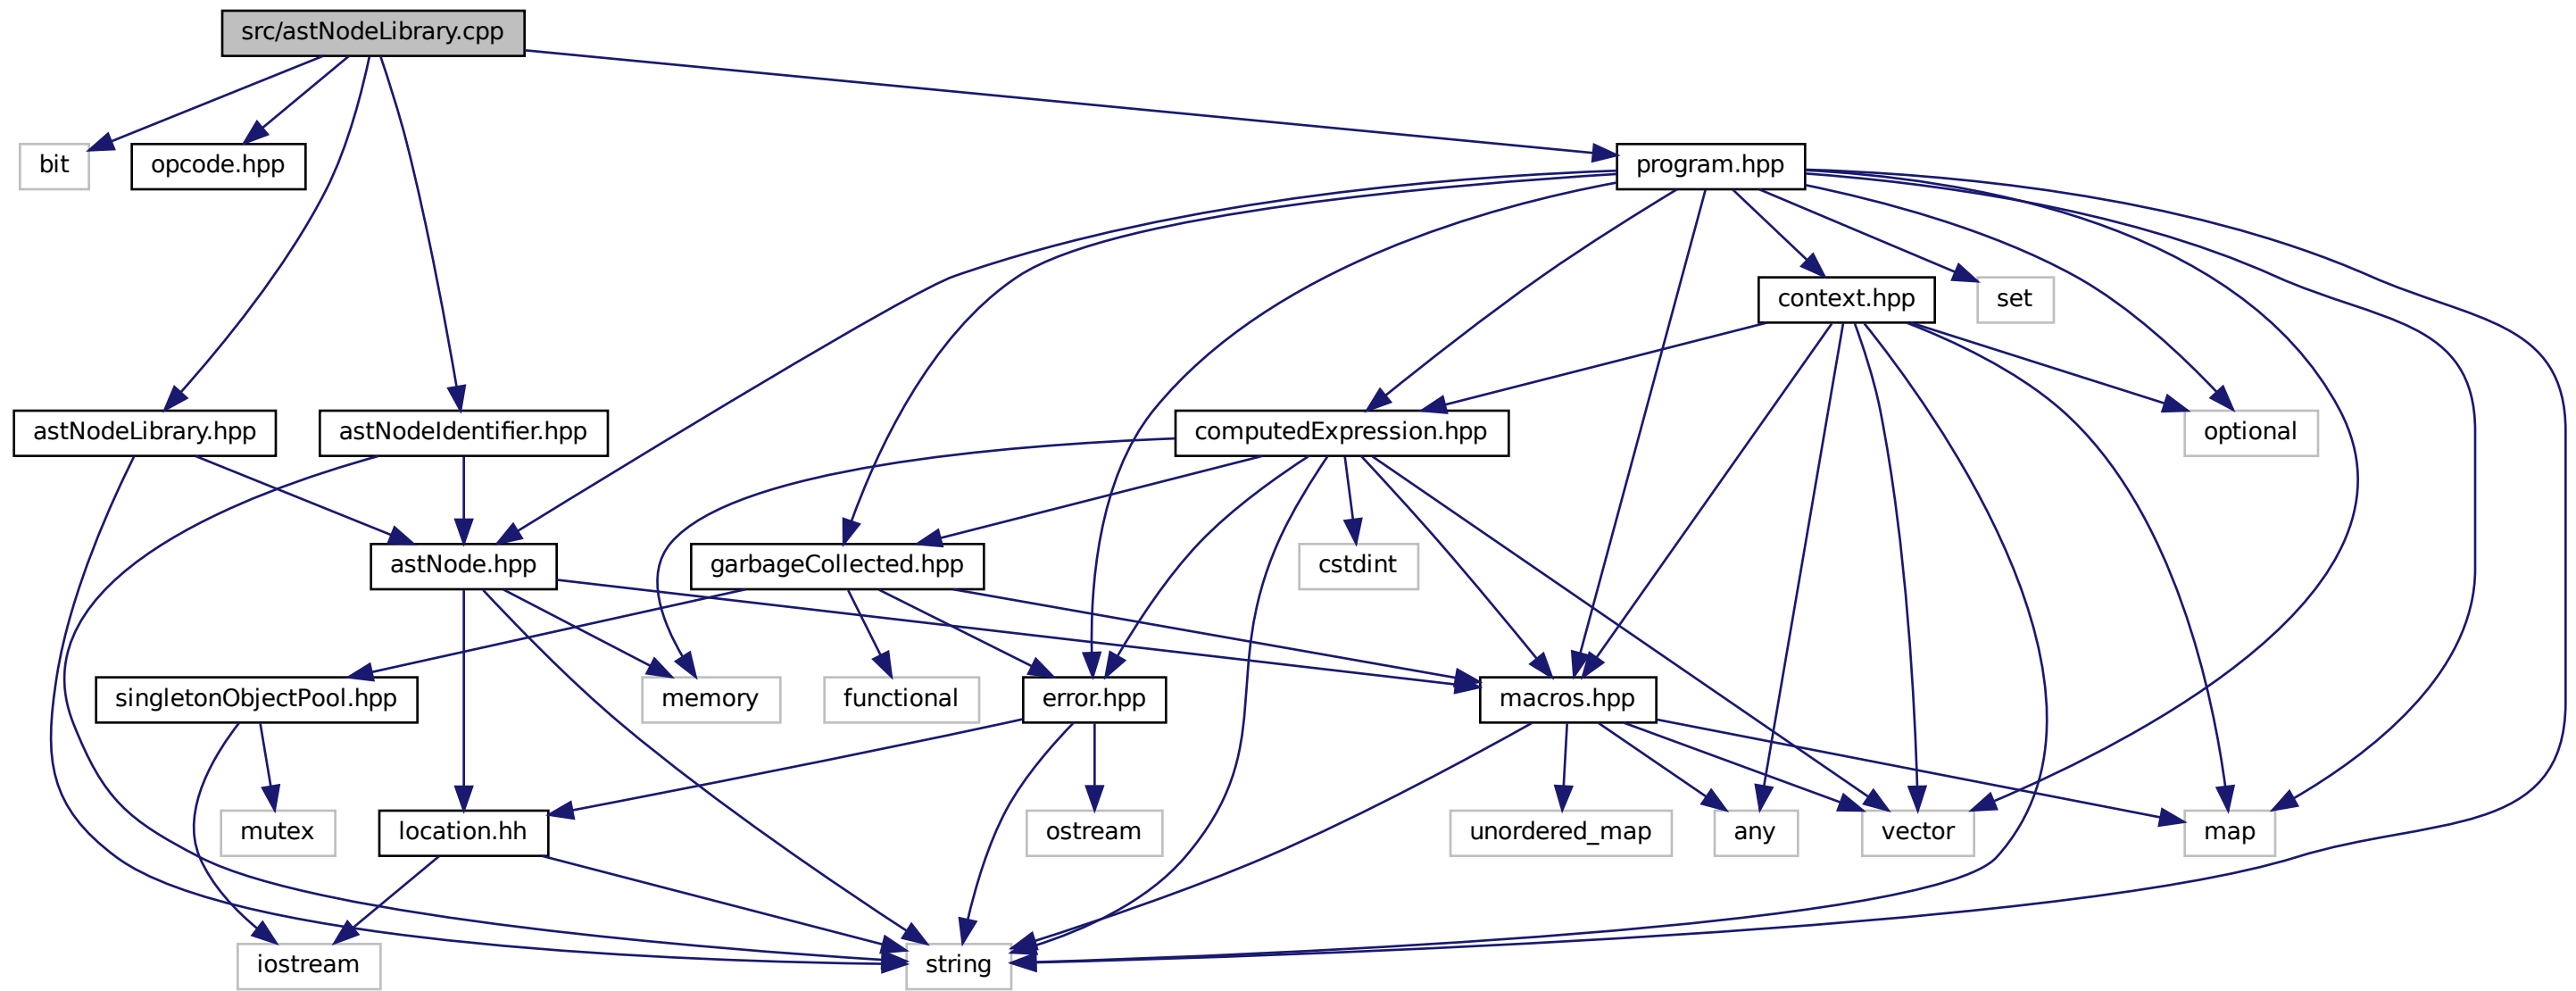 src/astNodeLibrary.cpp
bit
opcode.hpp
program.hpp
context.hpp
set
astNodeLibrary.hpp
astNodeIdentifier.hpp
computedExpression.hpp
optional
astNode.hpp
garbageCollected.hpp
cstdint
singletonObjectPool.hpp
memory
functional
error.hpp
macros.hpp
mutex
location.hh
ostream
unordered_map
any
vector
map
iostream
string